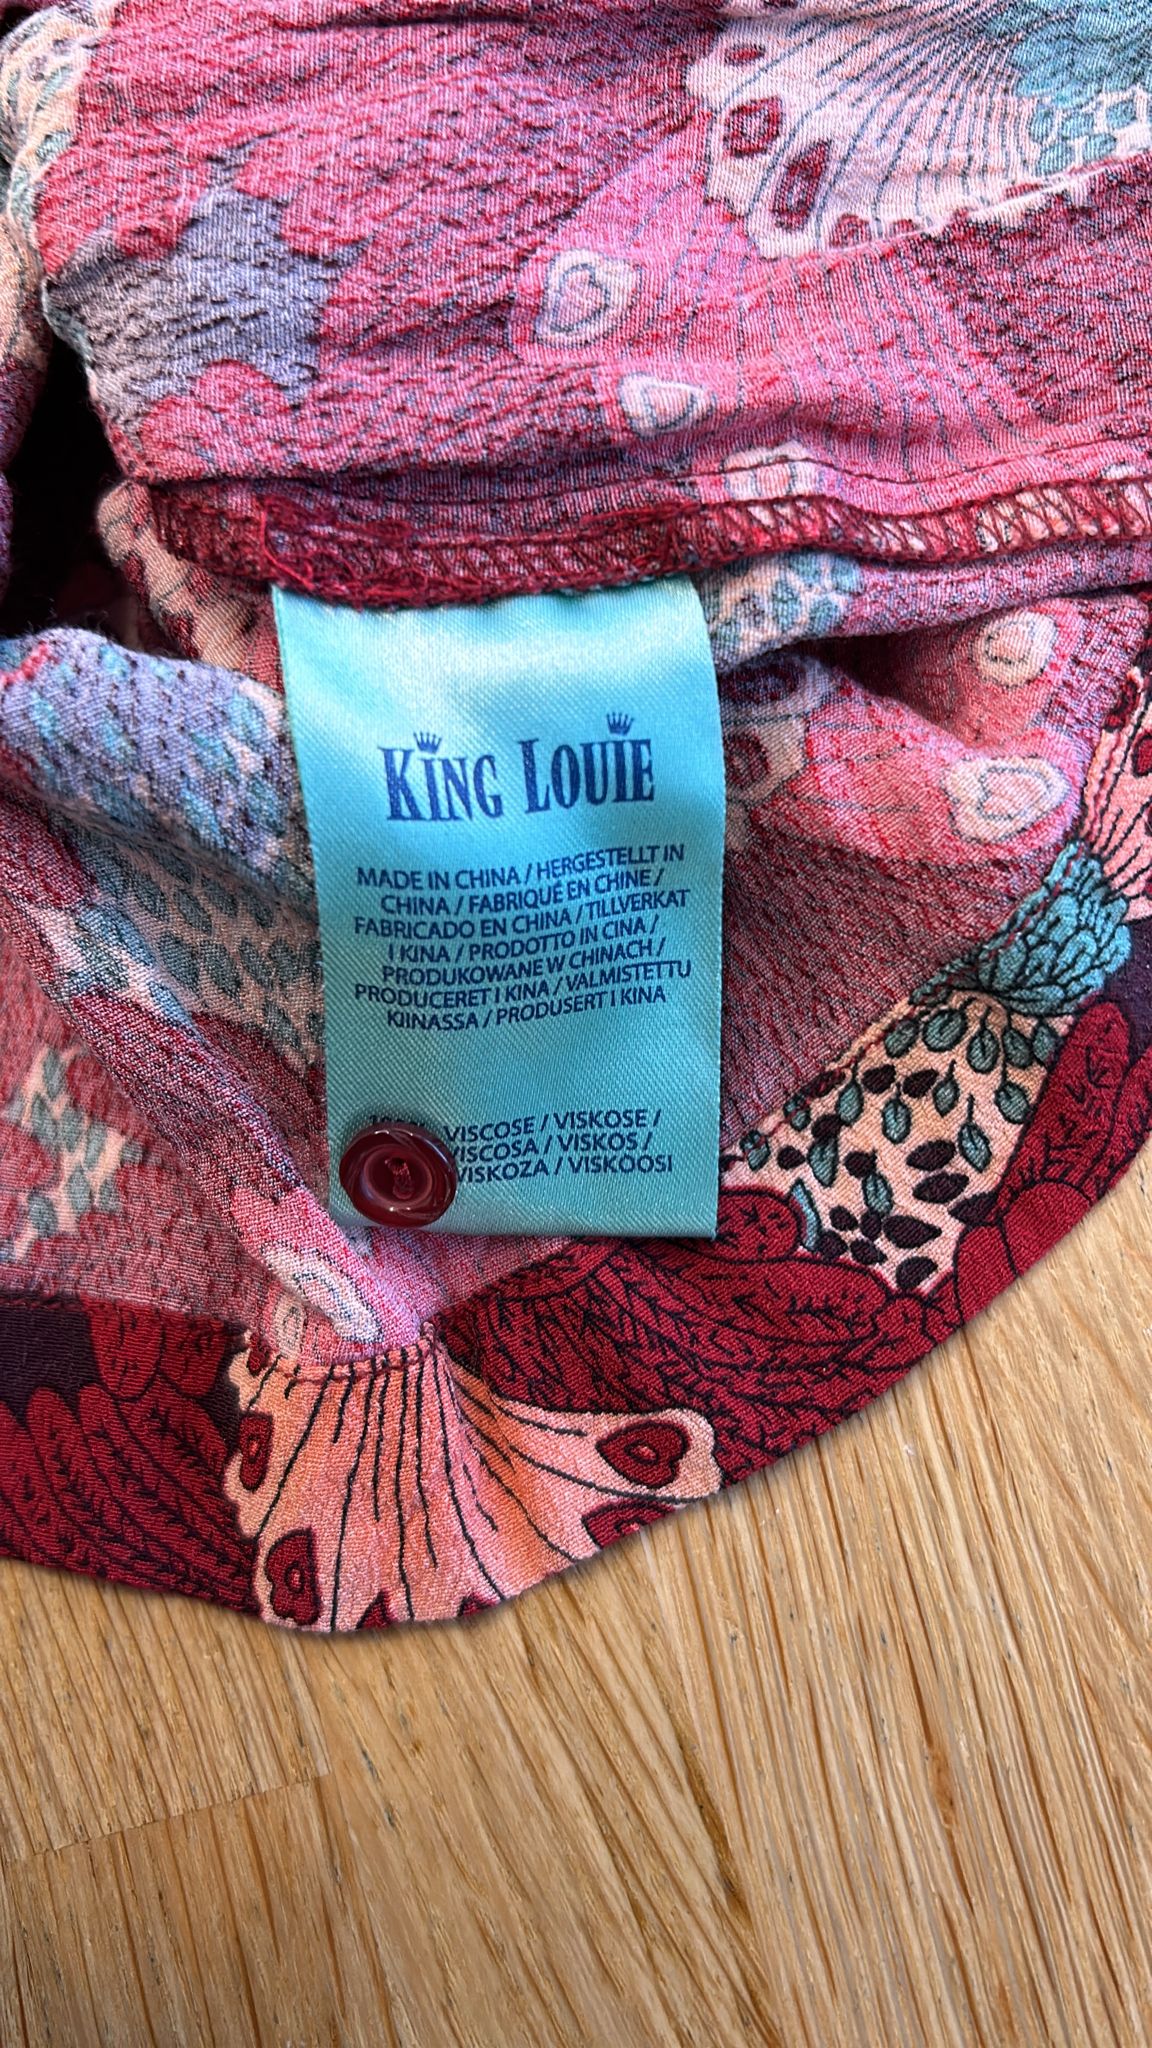 KING LOUIE
MADE IN CHINA / HERGESTELLT IN
CHINA / FABRIQUÉ EN CHINE /
FABRICADO EN CHINA / TILLVERKAT
I KINA / PRODOTTO IN CINA /
PRODUKOWANE W CHINACH /
PRODUCERET I KINA / VALMISTETTU
KIINASSA / PRODUSERT I KINA
VISCOSE / VISKOSE /
VISCOSA / VISKOS /
VISKOZA / VISKOOSI